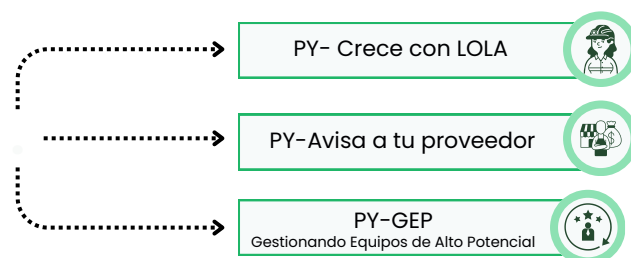 PY- Crece con LOLA
PY-Avisa a tu proveedor
PY-GEP
Gestionando Equipos de Alto Potencial